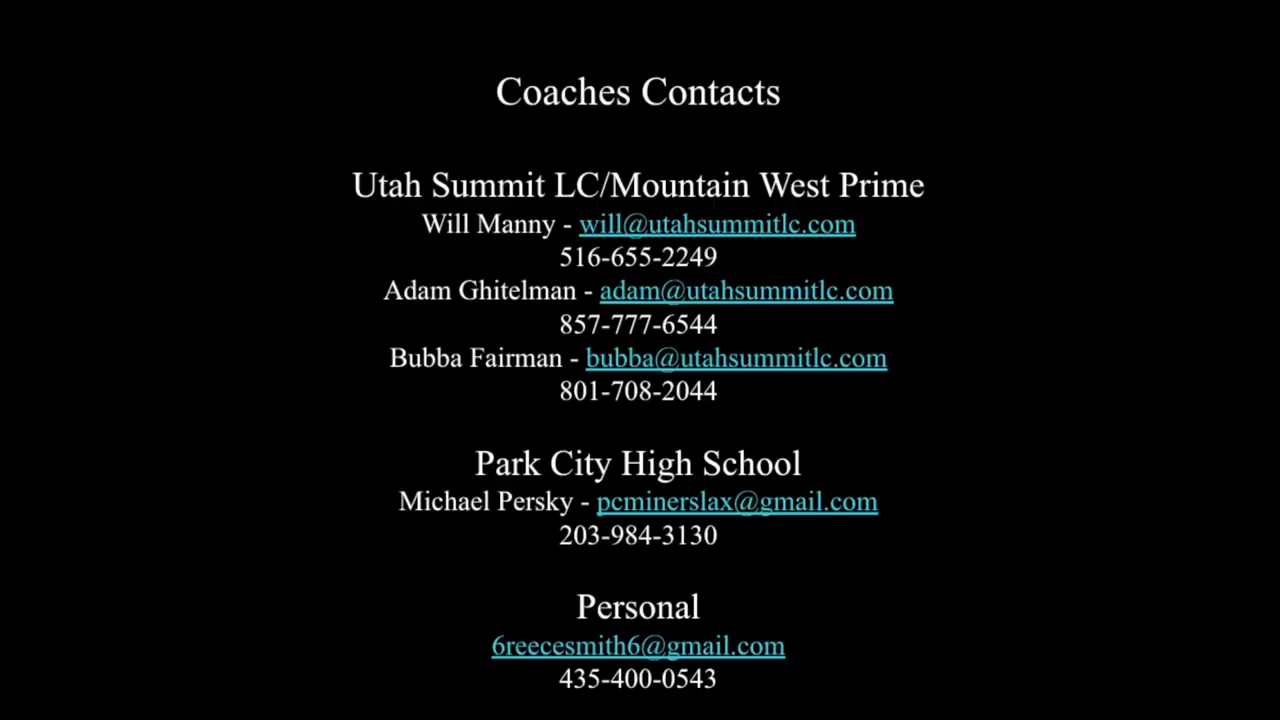 Coaches Contacts
Utah Summit LC/Mountain West Prime
Will Manny - will@utahsummitlc.com
516-655-2249
Adam Ghitelman - adam@utahsummitlc.com
857-777-6544
Bubba Fairman - bubba@utahsummitlc.com
801-708-2044
Park City High School
Michael Persky - pcminerslax@gmail.com
203-984-3130
Personal
6reecesmith6@gmail.com
435-400-0543